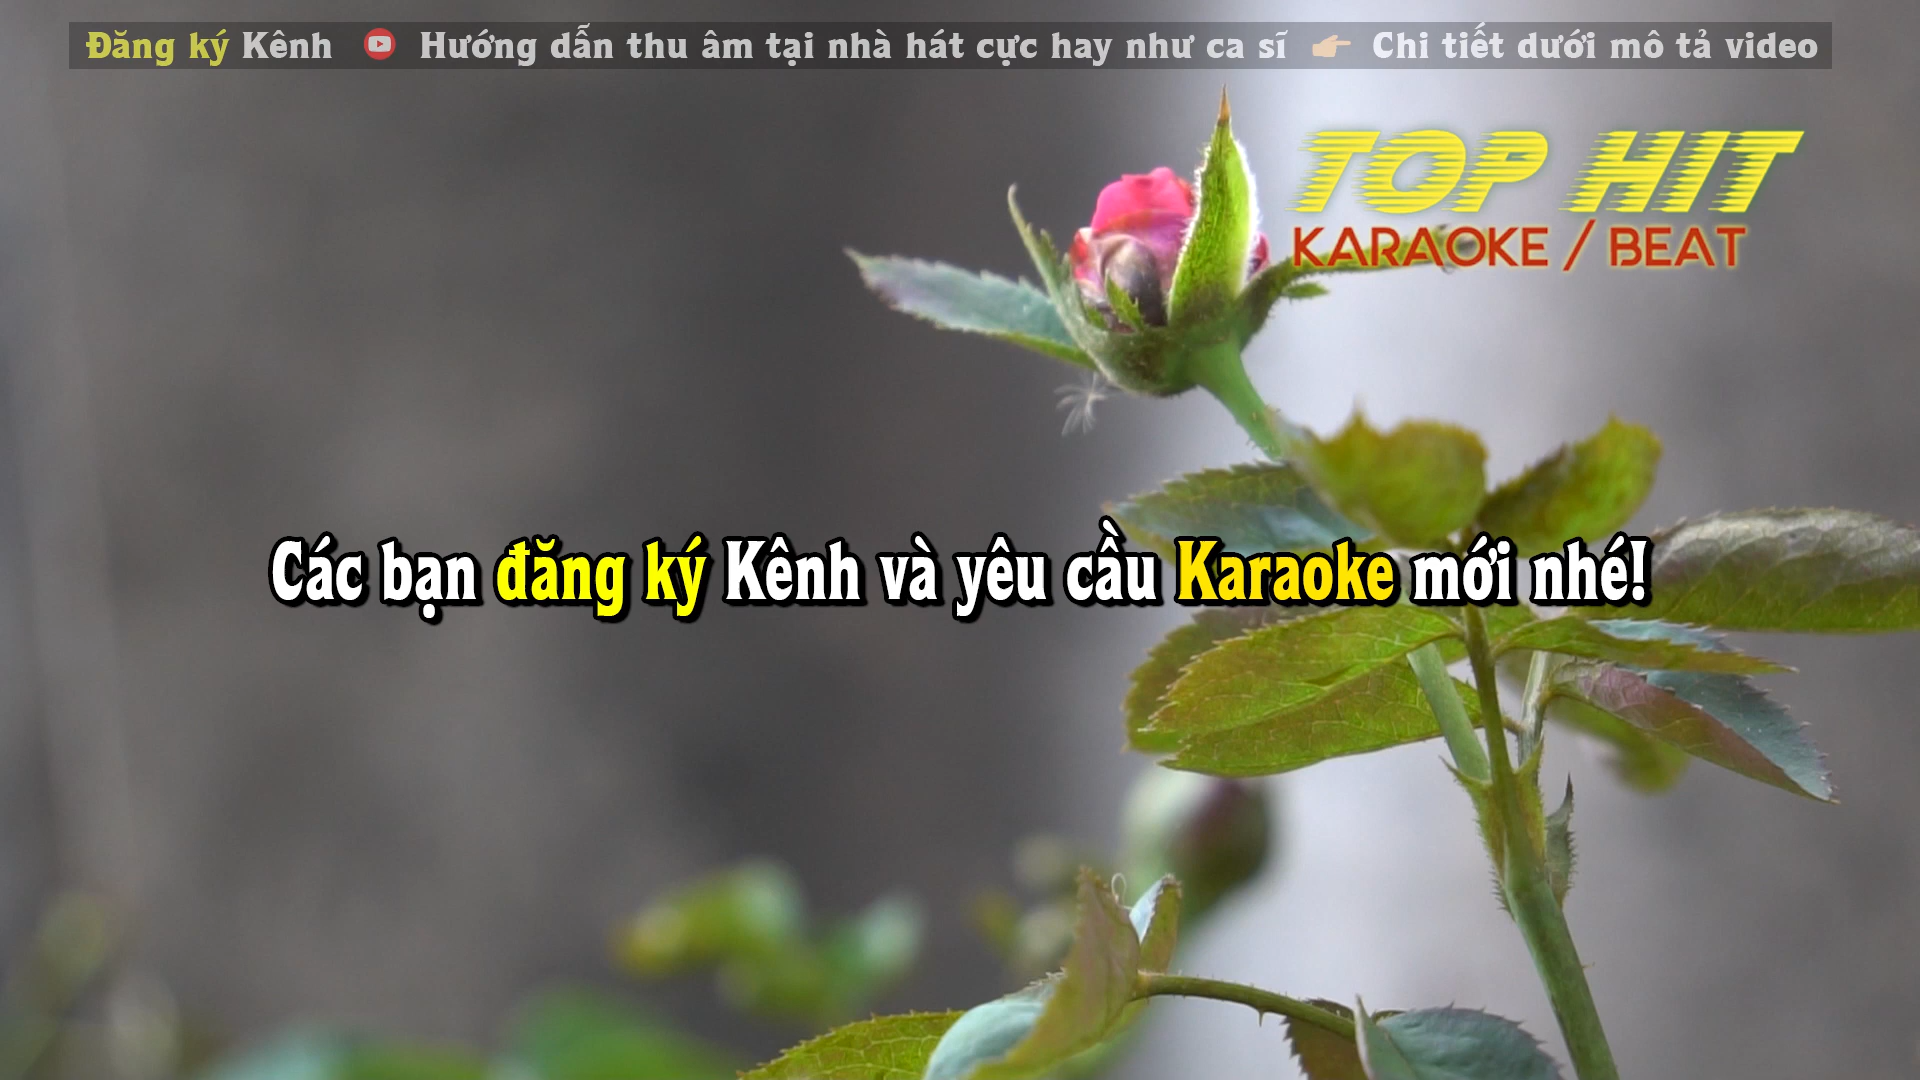 Đăng ký Kênh Hướng dẫn thu âm tại nhà hát cực hay như ca sĩ Chi tiết dưới mô tả video
TOP HIT
KARAOKE / BEAT
Các bạn đăng ký Kênh và yêu cầu Karaoke mới nhé!